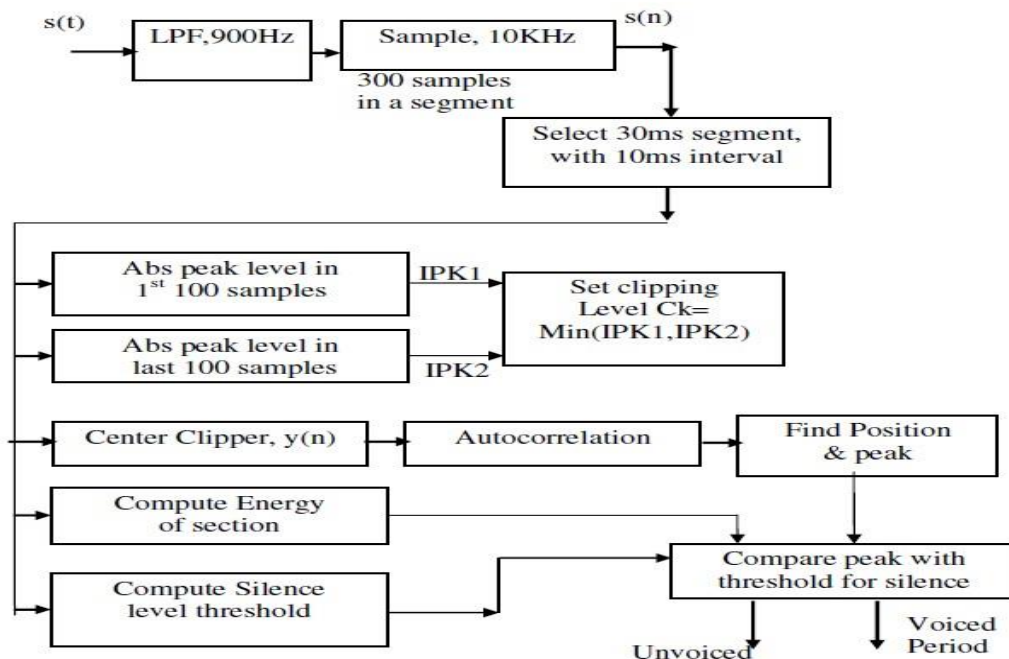 s(t)
LPF,900Hz
Sample, 10KHz
s(n)
300 samples
in a segment
Select 30ms segment,
with 10ms interval
Abs peak level in
1st 100 samples
IPK1
Set clipping
Level Ck=
Min(IPK1,IPK2)
Abs peak level in
last 100 samples
IPK2
Center Clipper, y(n)
Autocorrelation
Find Position
& peak
Compute Energy
of section
Compute Silence
level threshold
Compare peak with
threshold for silence
Unvoiced
Voiced
Period